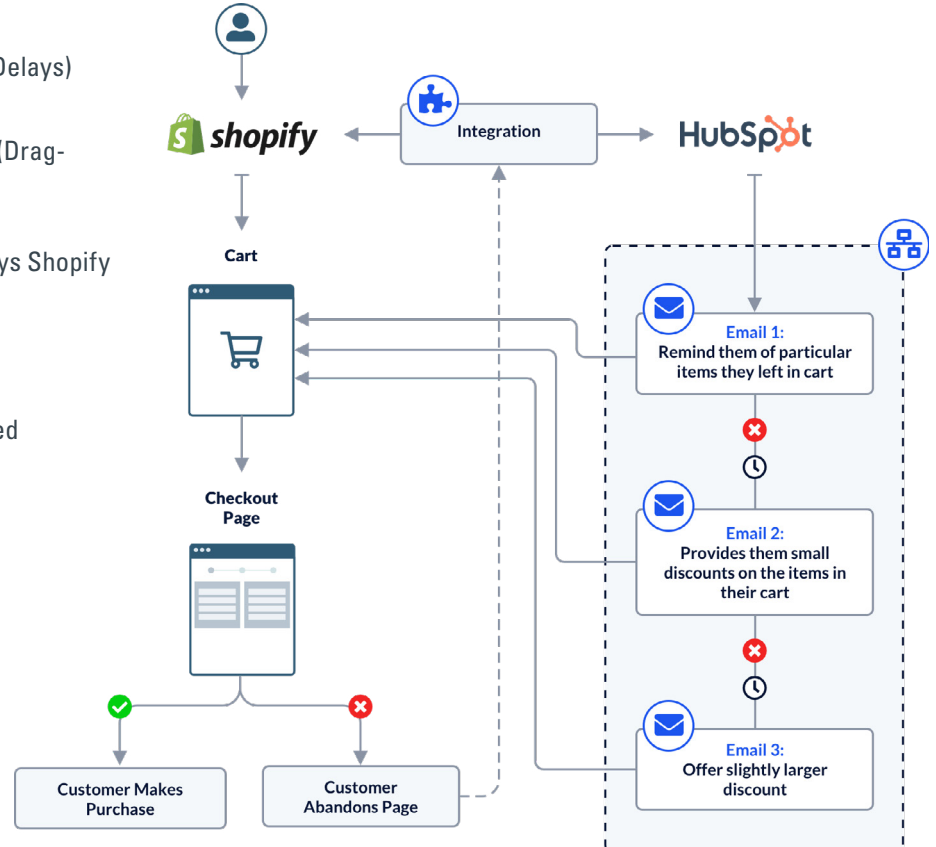 Delays)
(Drag-
ys Shopify
ed
shopify
Integration
HubSpot
Cart
Checkout
Page
Customer Makes
Purchase
Customer
Abandons Page
Email 1:
Remind them of particular
items they left in cart
Email 2:
Provides them small
discounts on the items in
their cart
Email 3:
Offer slightly larger
discount